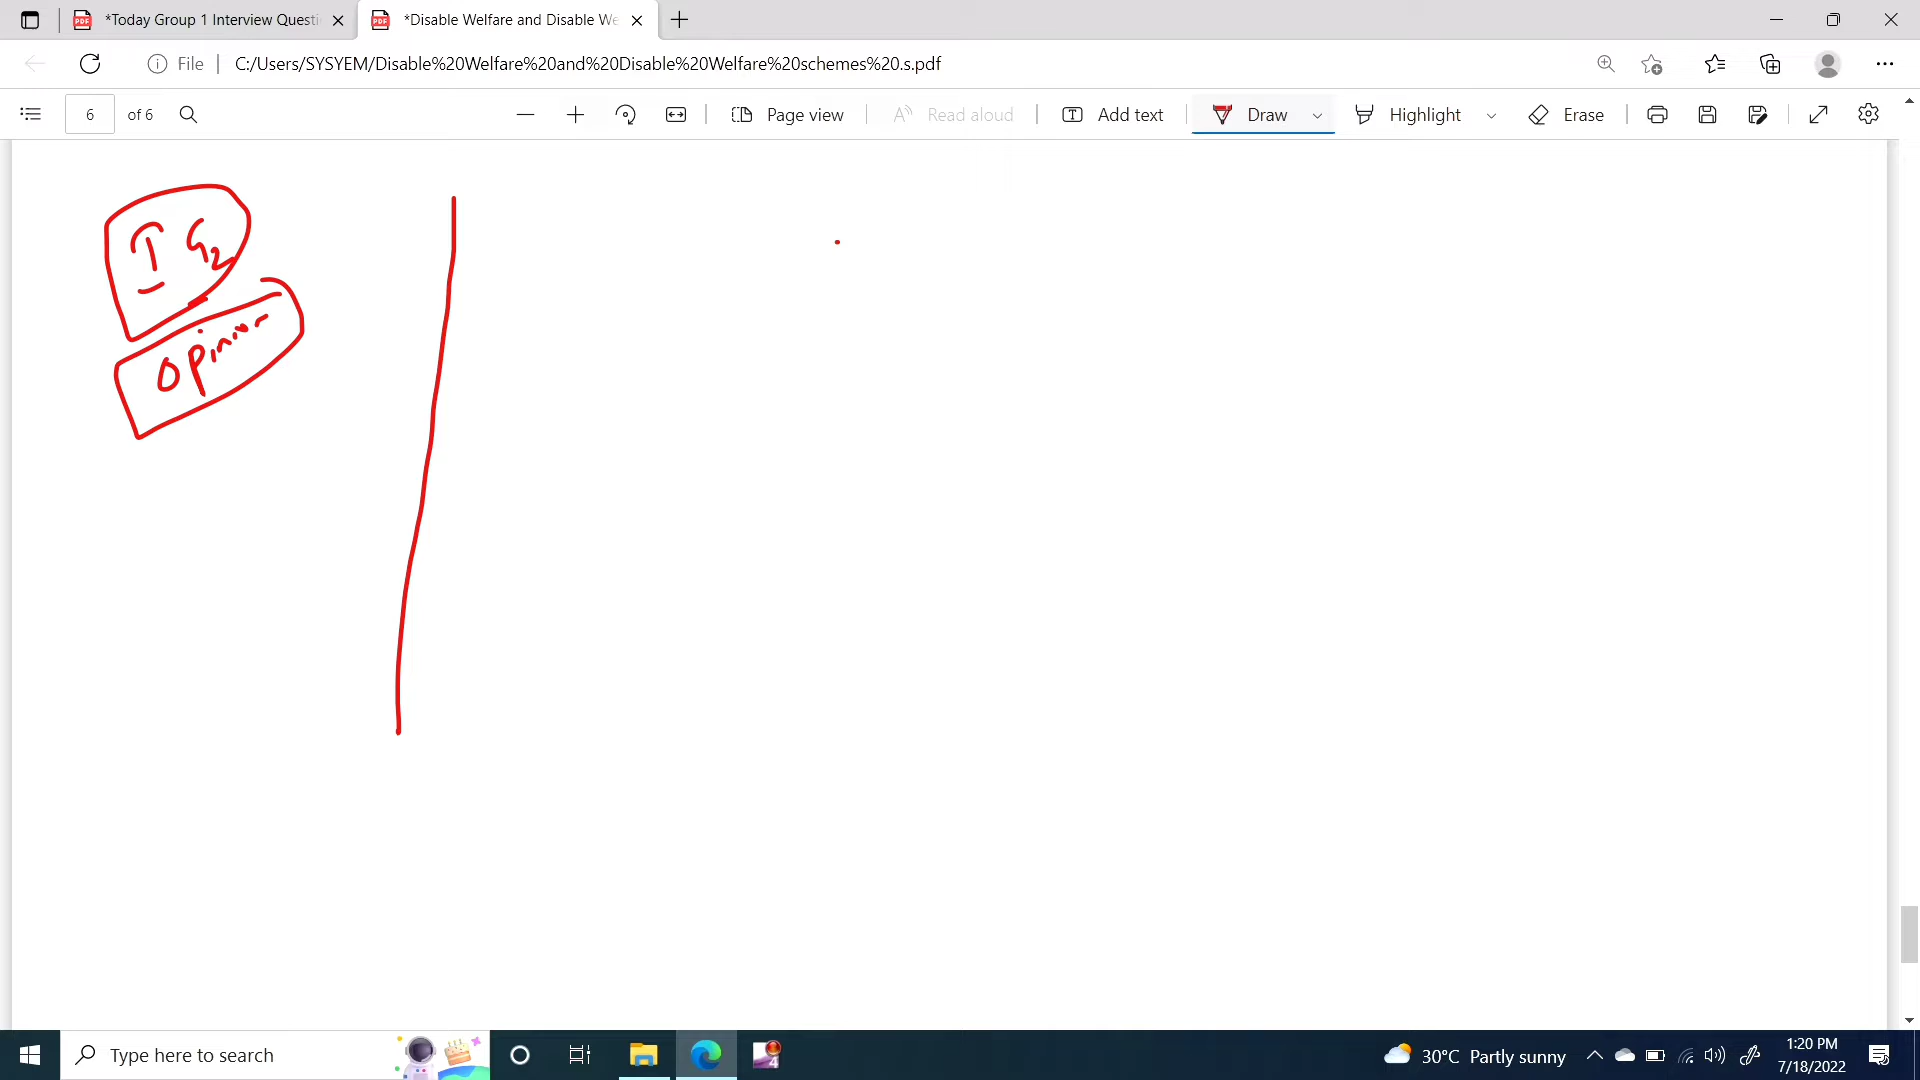 *Today Group 1 Interview Questi
*Disable Welfare and Disable We
File
C:/Users/SYSYEM/Disable%20Welfare%20and%20Disable%20Welfare%20schemes%20.s.pdf
6 of 6
Page view
Read aloud
Add text
Draw
Highlight
Erase
I G2
Opinion
Type here to search
30°C Partly sunny
1:20 PM
7/18/2022